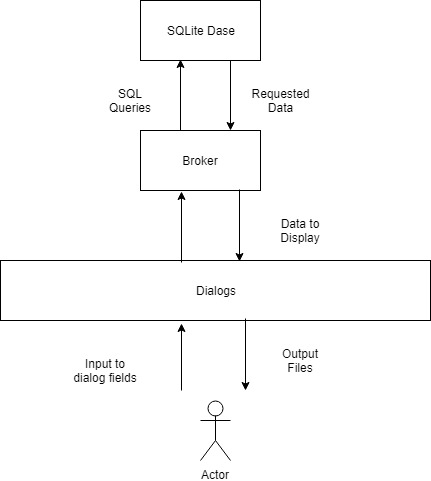 SQLite Dase
SQL
Queries
Requested
Data
Broker
Data to
Display
Dialogs
Input to
dialog fields
Output
Files
Actor